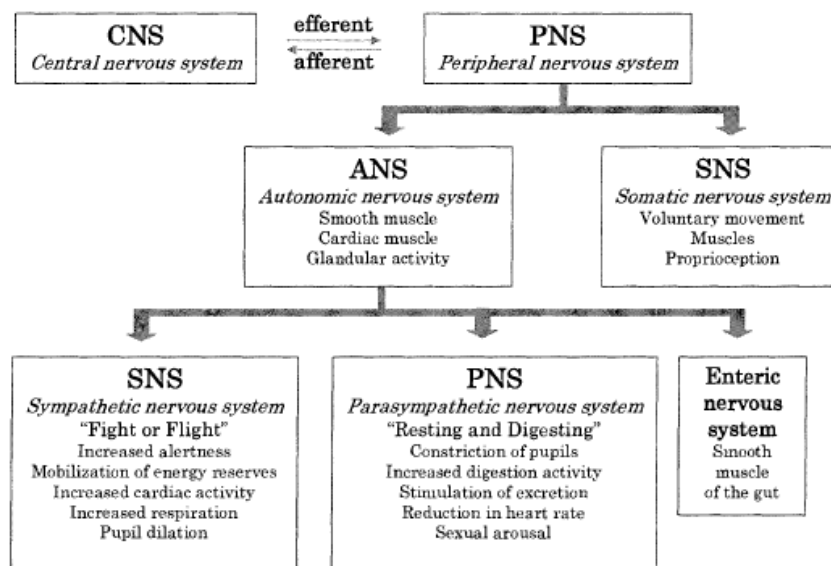 CNS
Central nervous system
efferent
afferent
PNS
Peripheral nervous system
ANS
Autonomic nervous system
Smooth muscle
Cardiac muscle
Glandular activity
SNS
Somatic nervous system
Voluntary movement
Muscles
Proprioception
SNS
Sympathetic nervous system
"Fight or Flight"
Increased alertness
Mobilization of energy reserves
Increased cardiac activity
Increased respiration
Pupil dilation
PNS
Parasympathetic nervous system
"Resting and Digesting"
Constriction of pupils
Increased digestion activity
Stimulation of excretion
Reduction in heart rate
Sexual arousal
Enteric
nervous
system
Smooth
muscle
of the gut